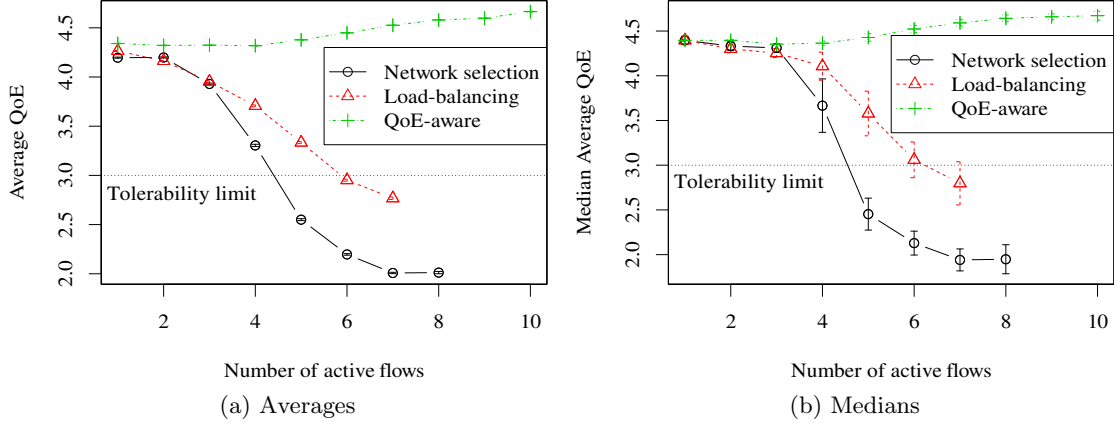 Average QoE
4.5
4.0
3.5
3.0
2.5
2.0
Network selection
Load-balancing
QoE-aware
Tolerability limit
2 4 6 8 10
Number of active flows
(a) Averages
Median Average QoE
4.5
4.0
3.5
3.0
2.5
2.0
Network selection
Load-balancing
QoE-aware
Tolerability limit
2 4 6 8 10
Number of active flows
(b) Medians